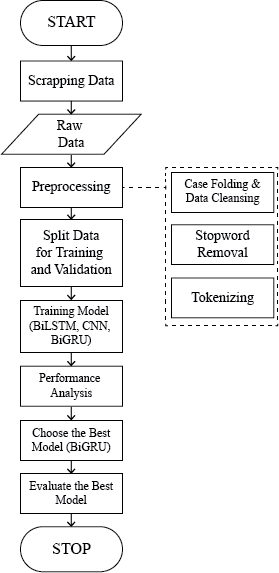 START
Scrapping Data
Raw
Data
Preprocessing
Case Folding &
Data Cleansing
Stopword
Removal
Tokenizing
Split Data
for Training
and Validation
Training Model
(BiLSTM, CNN,
BiGRU)
Performance
Analysis
Choose the Best
Model (BiGRU)
Evaluate the Best
Model
STOP